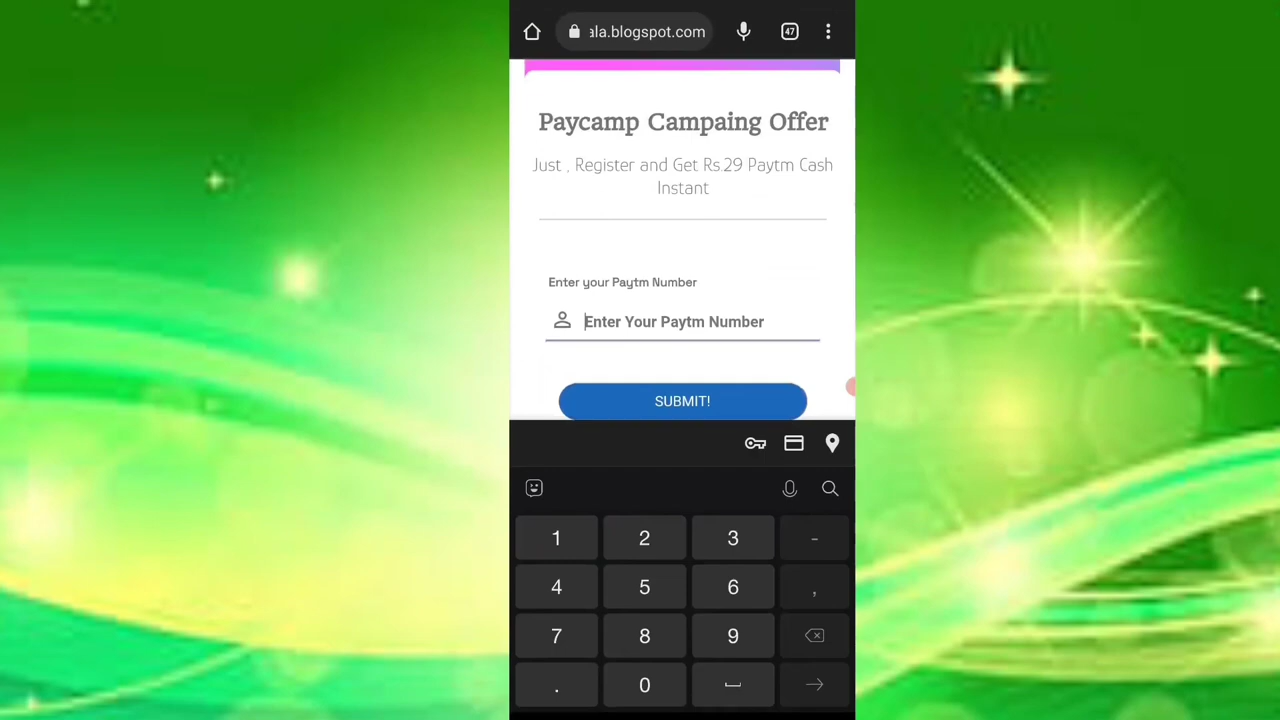 ala.blogspot.com
47
Paycamp Campaing Offer
Just , Register and Get Rs.29 Paytm Cash
Instant
Enter your Paytm Number
Enter Your Paytm Number
SUBMIT!
1 2 3 -
4 5 6 ,
7 8 9
. 0